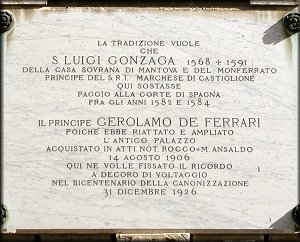 LA TRADIZIONE VUOLE
CHE
S. LUIGI GONZAGA 1568 + 1591
DELLA CASA SOVRANA DI MANTOVA E DEL MONFERRATO
PRINCIPE DEL S.R.I. MARCHESE DI CASTIGLIONE
QUI SOSTASSE
PAGGIO ALLA CORTE DI SPAGNA
FRA GLI ANNI 1582 E 1584
IL PRINCIPE GEROLAMO DE FERRARI
POICHE EBBE RIATTATO E AMPLIATO
L'ANTICO PALAZZO
ACQUISTATO IN ATTI NOT. ROCCO=M. ANSALDO
14 AGOSTO 1906
QUI NE VOLLE FISSATO IL RICORDO
A DECORO DI VOLTAGGIO
NEL BICENTENARIO DELLA CANONIZZAZIONE
31 DICEMBRE 1926